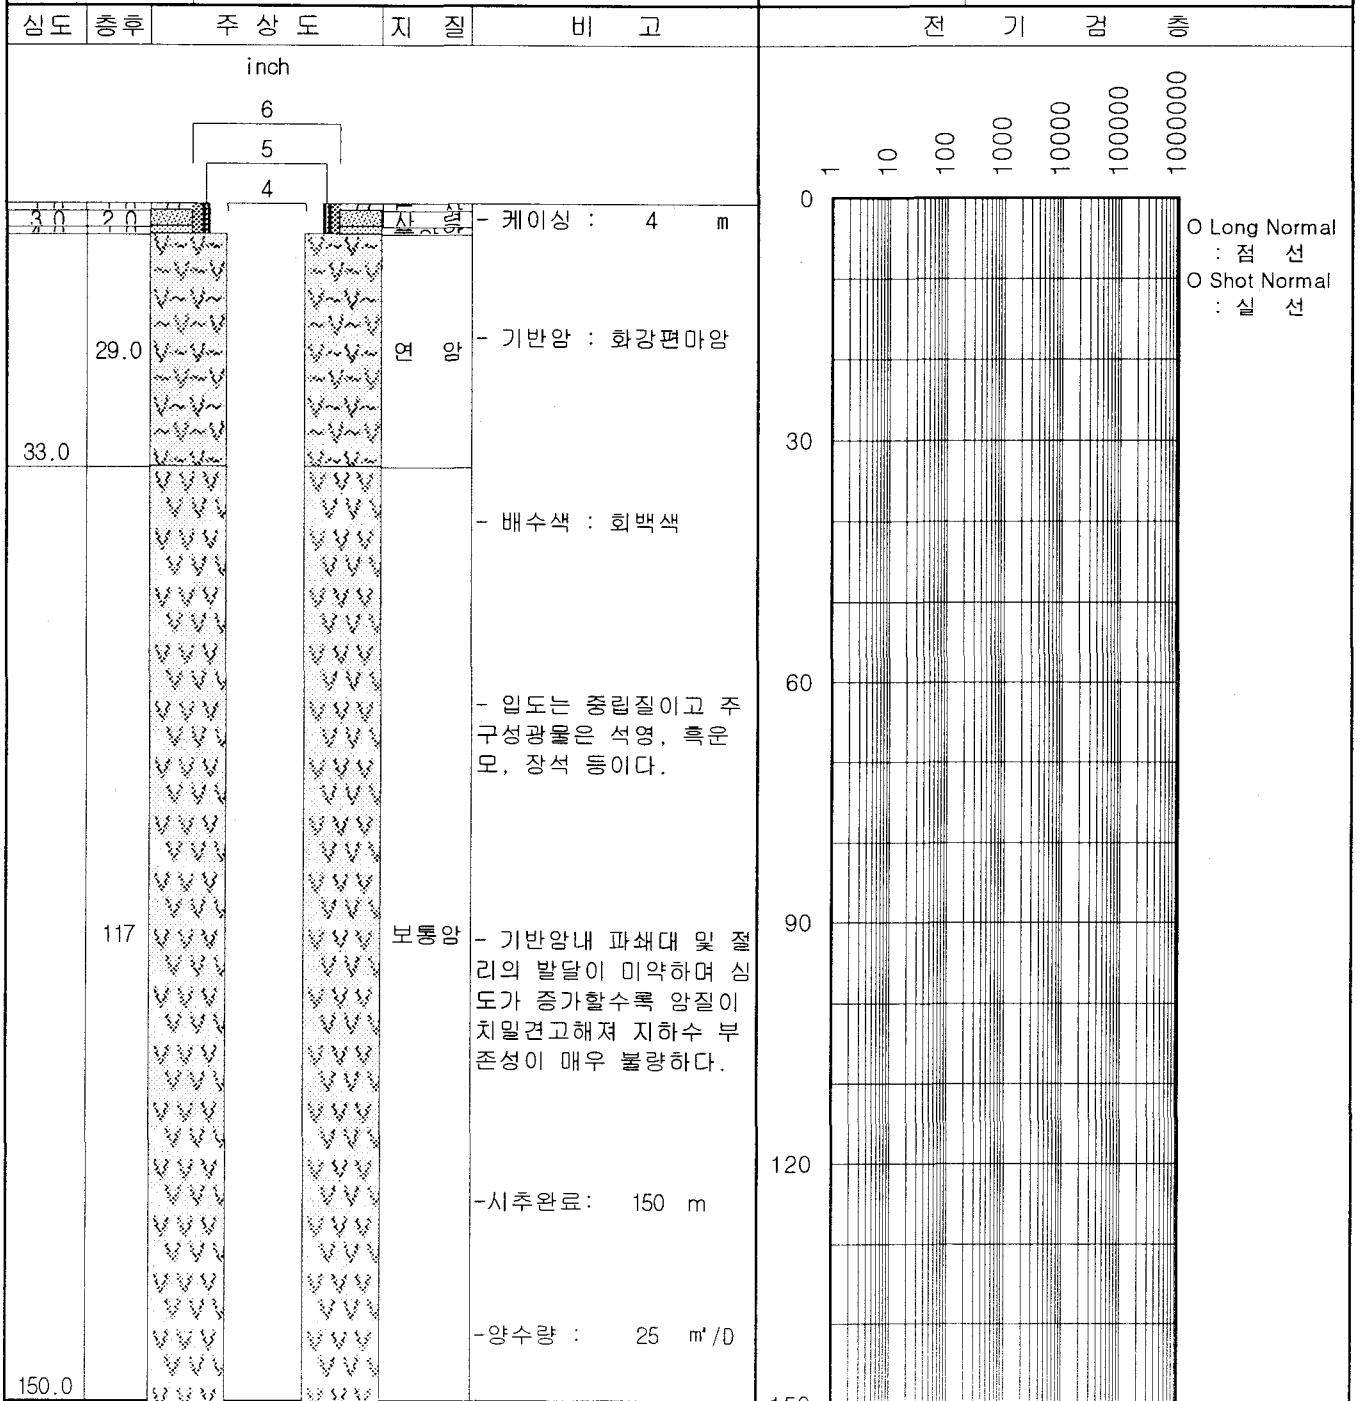 심도 층후 주 상 도 지 질 비 고 전 기 검 층
inch
6
5
4
1 10 100 1000 10000 100000 1000000
3.0 2.0 사 력 - 케이싱 : 4 m
29.0 연 암 - 기반암 : 화강편마암
33.0
- 배수색 : 회백색
- 입도는 중립질이고 주
구성광물은 석영, 흑운
모, 장석 등이다.
117 보통암 - 기반암내 파쇄대 및 절
리의 발달이 미약하며 심
도가 증가할수록 암질이
치밀견고해져 지하수 부
존성이 매우 불량하다.
-시추완료: 150 m
-양수량 : 25 ㎥/D
150.0
0
30
60
90
120
O Long Normal
: 점 선
O Shot Normal
: 실 선